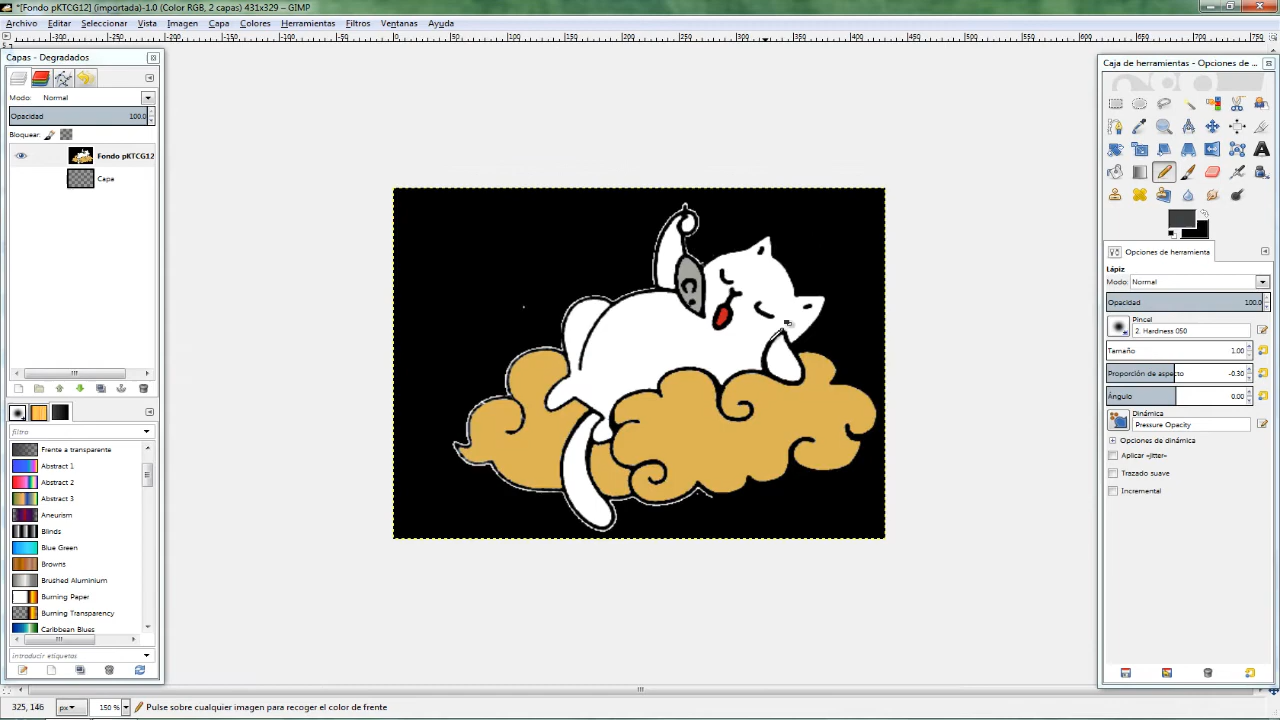 *[Fondo pKTCG12] (importada)-1.0 (Color RGB, 2 capas) 431x329 – GIMP
Archivo Editar Seleccionar Vista Imagen Capa Colores Herramientas Filtros Ventanas Ayuda
Capas - Degradados
Modo: Normal
Opacidad 100.0
Bloquear:
Fondo pKTCG12
Capa
filtro
Frente a transparente
Abstract 1
Abstract 2
Abstract 3
Aneurism
Blinds
Blue Green
Browns
Brushed Aluminium
Burning Paper
Burning Transparency
Caribbean Blues
introducir etiquetas
Caja de herramientas - Opciones de ...
Opciones de herramienta
Lápiz
Modo: Normal
Opacidad 100.0
Pincel
2. Hardness 050
Tamaño 1.00
Proporción de aspecto -0.30
Ángulo 0.00
Dinámica
Pressure Opacity
Opciones de dinámica
Aplicar «jitter»
Trazado suave
Incremental
325, 146 px 150 % Pulse sobre cualquier imagen para recoger el color de frente